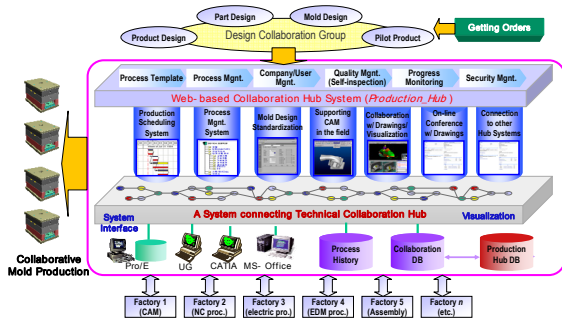 Part Design
Mold Design
Product Design
Design Collaboration Group
Pilot Product
Getting Orders
Process Template
Process Mgnt.
Company/User
Mgnt.
Quality Mgnt.
(Self-inspection)
Progress
Monitoring
Security Mgnt.
Web-based Collaboration Hub System (Production_Hub)
Production
Scheduling
System
Process
Mgnt.
System
Mold Design
Standardization
Supporting
CAM
in the field
Collaboration
w/ Drawings/
Visualization
On-line
Conference
w/ Drawings
Connection to
other
Hub Systems
System
Interface
A System connecting Technical Collaboration Hub
Visualization
Collaborative
Mold Production
Pro/E
UG
CATIA
MS- Office
Process
History
Collaboration
DB
Production
Hub DB
Factory 1
(CAM)
Factory 2
(NC proc.)
Factory 3
(electric pro.)
Factory 4
(EDM proc.)
Factory 5
(Assembly)
Factory n
(etc.)